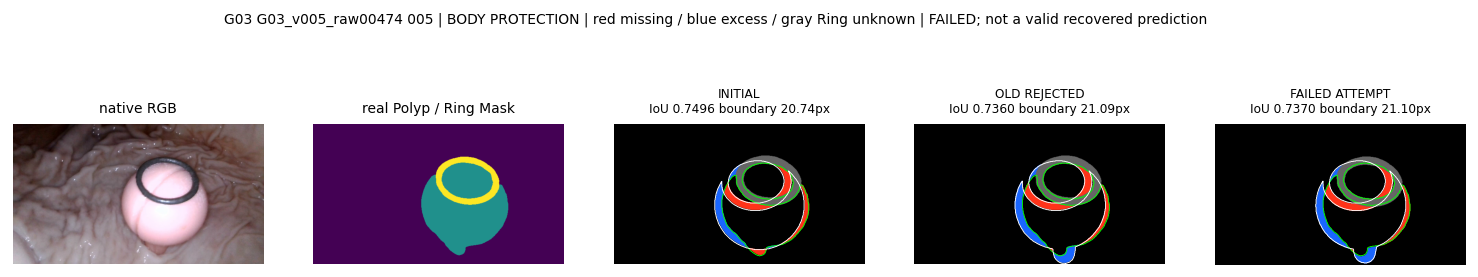 G03 G03_v005_raw00474 005 | BODY PROTECTION | red missing / blue excess / gray Ring unknown | FAILED; not a valid recovered prediction
native RGB
real Polyp / Ring Mask
INITIAL
IoU 0.7496 boundary 20.74px
OLD REJECTED
IoU 0.7360 boundary 21.09px
FAILED ATTEMPT
IoU 0.7370 boundary 21.10px